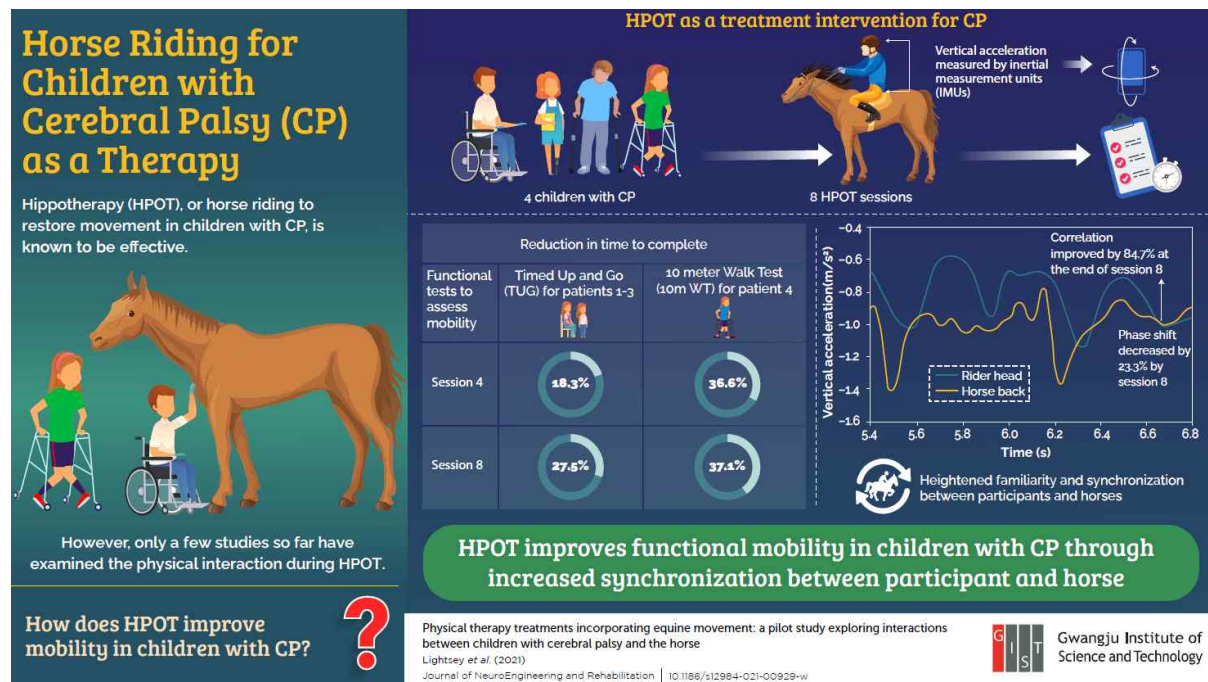 Horse Riding for
Children with
Cerebral Palsy (CP)
as a Therapy
Hippotherapy (HPOT), or horse riding to
restore movement in children with CP, is
known to be effective.
However, only a few studies so far have
examined the physical interaction during HPOT.
How does HPOT improve
mobility in children with CP?
?
HPOT as a treatment intervention for CP
4 children with CP
8 HPOT sessions
Vertical acceleration
measured by inertial
measurement units
(IMUs)
Reduction in time to complete
Functional
tests to
assess
mobility
Timed Up and Go
(TUG) for patients 1-3
10 meter Walk Test
(10m WT) for patient 4
Session 4
18.3%
36.6%
Session 8
27.5%
37.1%
Vertical acceleration(m/s²)
-0.4
-0.6
-0.8
-1.0
-1.2
-1.4
-1.6
Correlation
improved by 84.7% at
the end of session 8
Phase shift
decreased by
23.3% by
session 8
Rider head
Horse back
5.4 5.6 5.8 6.0 6.2 6.4 6.6 6.8
Time (s)
Heightened familiarity and synchronization
between participants and horses
HPOT improves functional mobility in children with CP through
increased synchronization between participant and horse
Physical therapy treatments incorporating equine movement: a pilot study exploring interactions
between children with cerebral palsy and the horse
Lightsey et al. (2021)
Journal of NeuroEngineering and Rehabilitation | 10.1186/s12984-021-00929-w
GIST
Gwangju Institute of
Science and Technology